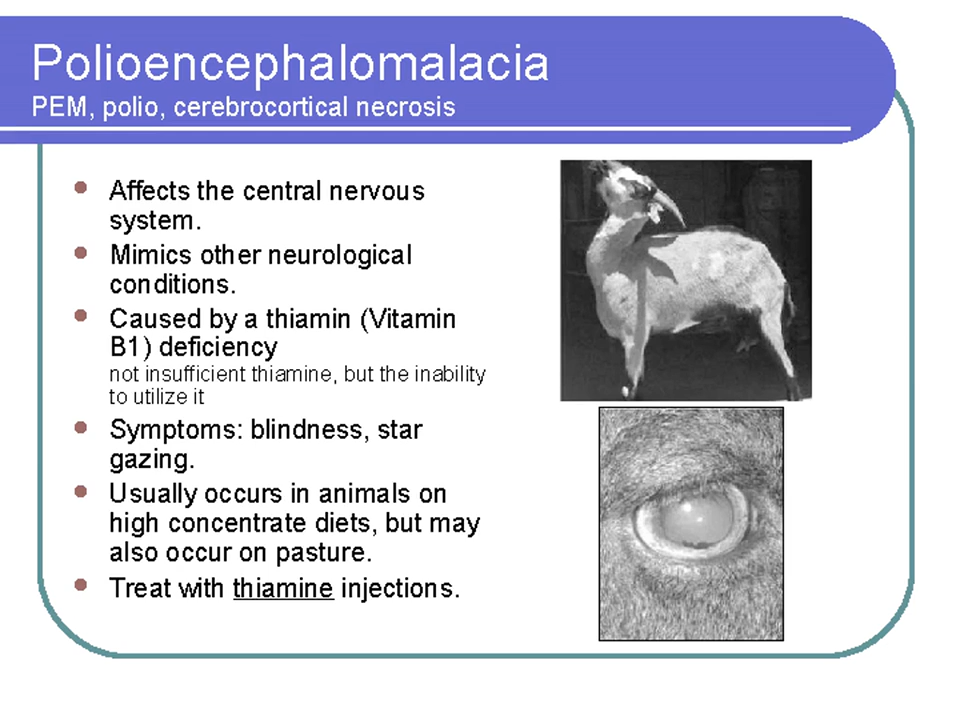 Polioencephalomalacia
PEM, polio, cerebrocortical necrosis
Affects the central nervous
system.
Mimics other neurological
conditions.
Caused by a thiamin (Vitamin
B1) deficiency
not insufficient thiamine, but the inability
to utilize it
Symptoms: blindness, star
gazing.
Usually occurs in animals on
high concentrate diets, but may
also occur on pasture.
Treat with thiamine injections.